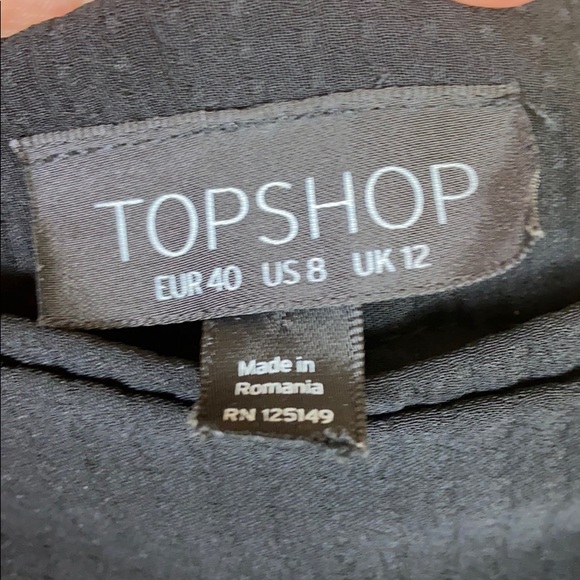 TOPSHOP
EUR 40 US 8 UK 12
Made in
Romania
RN 125149